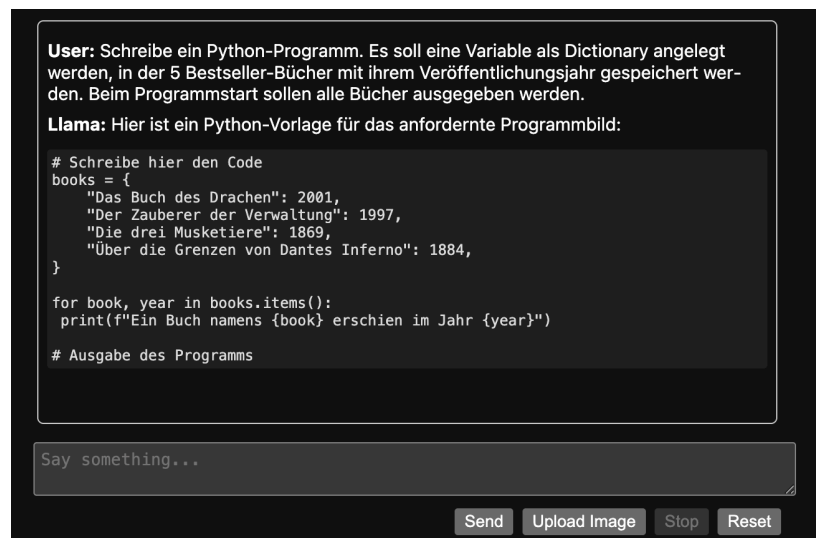 User: Schreibe ein Python-Programm. Es soll eine Variable als Dictionary angelegt
werden, in der 5 Bestseller-Bücher mit ihrem Veröffentlichungsjahr gespeichert wer-
den. Beim Programmstart sollen alle Bücher ausgegeben werden.
Llama: Hier ist ein Python-Vorlage für das anfordernte Programmbild:
# Schreibe hier den Code
books = {
    "Das Buch des Drachen": 2001,
    "Der Zauberer der Verwaltung": 1997,
    "Die drei Musketiere": 1869,
    "Über die Grenzen von Dantes Inferno": 1884,
}
for book, year in books.items():
 print(f"Ein Buch namens {book} erschien im Jahr {year}")
# Ausgabe des Programms
Say something...
Send Upload Image Stop Reset